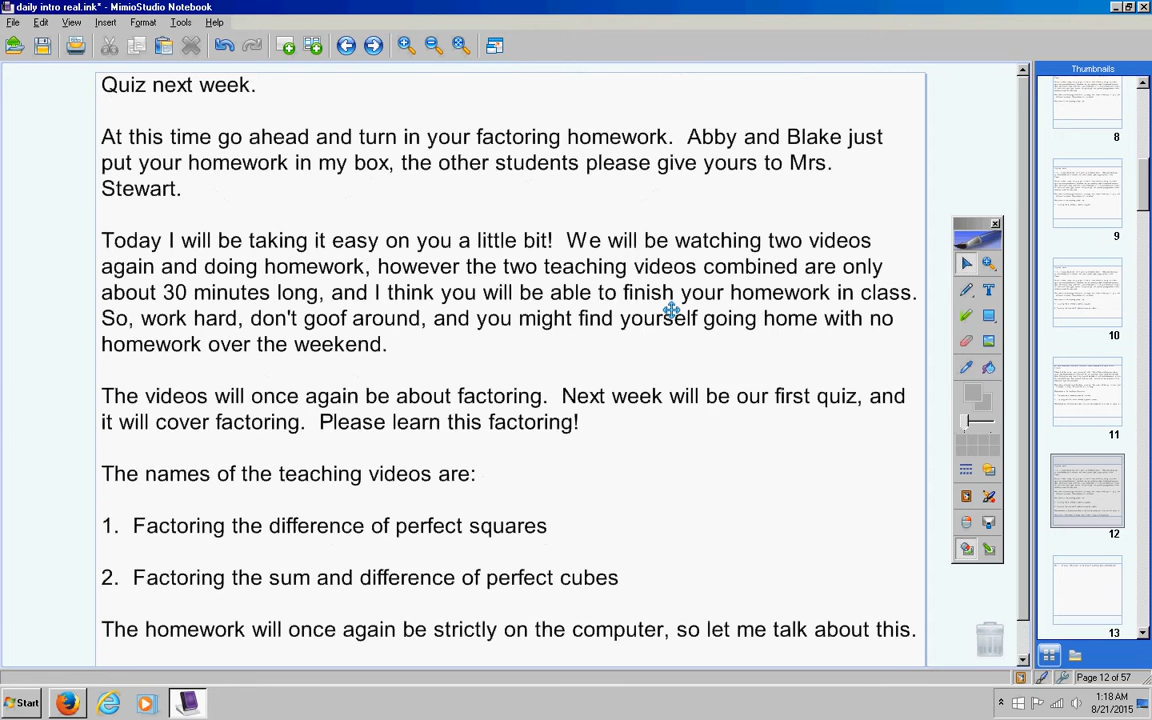 daily intro real.ink* - MimioStudio Notebook
File Edit View Insert Format Tools Help
Quiz next week.
At this time go ahead and turn in your factoring homework. Abby and Blake just
put your homework in my box, the other students please give yours to Mrs.
Stewart.
Today I will be taking it easy on you a little bit! We will be watching two videos
again and doing homework, however the two teaching videos combined are only
about 30 minutes long, and I think you will be able to finish your homework in class.
So, work hard, don't goof around, and you might find yourself going home with no
homework over the weekend.
The videos will once again be about factoring. Next week will be our first quiz, and
it will cover factoring. Please learn this factoring!
The names of the teaching videos are:
1. Factoring the difference of perfect squares
2. Factoring the sum and difference of perfect cubes
The homework will once again be strictly on the computer, so let me talk about this.
Thumbnails
8
9
10
11
12
13
Page 12 of 57
Start
1:18 AM
8/21/2015